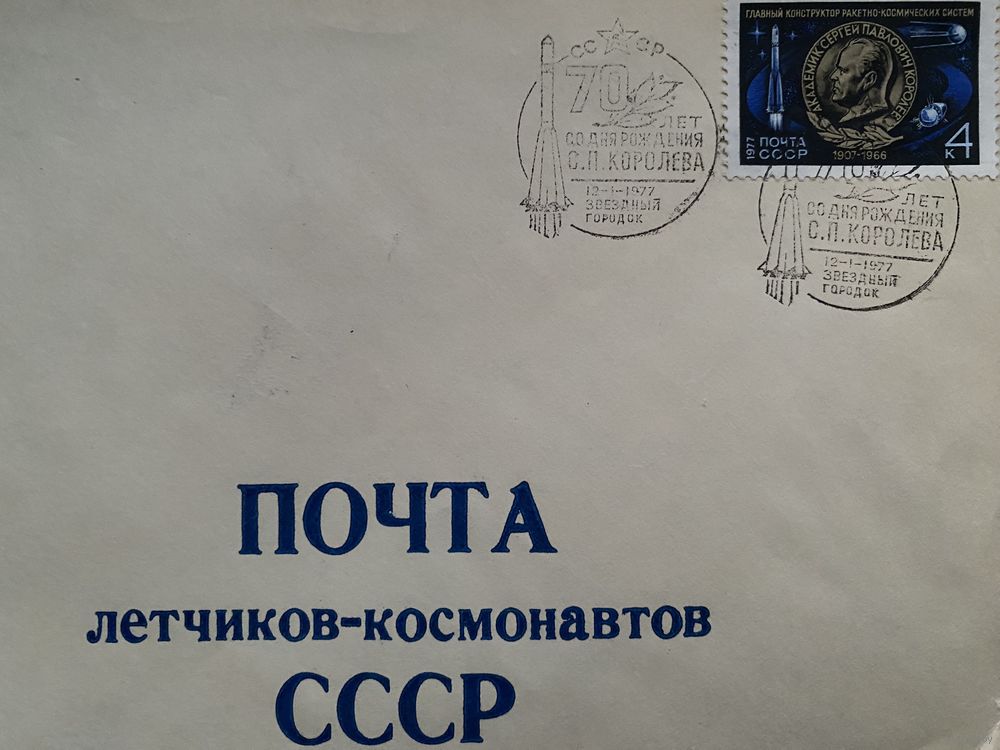 СССР
70
ЛЕТ
СО ДНЯ РОЖДЕНИЯ
С.П. КОРОЛЕВА
12-1-1977
ЗВЕЗДНЫЙ
ГОРОДОК
ГЛАВНЫЙ КОНСТРУКТОР РАКЕТНО-КОСМИЧЕСКИХ СИСТЕМ
АКАДЕМИК СЕРГЕЙ ПАВЛОВИЧ КОРОЛЕВ
1977 ПОЧТА
СССР
1907-1966
4
К
70
ЛЕТ
СО ДНЯ РОЖДЕНИЯ
С.П. КОРОЛЕВА
12-1-1977
ЗВЕЗДНЫЙ
ГОРОДОК
ПОЧТА
летчиков-космонавтов
СССР